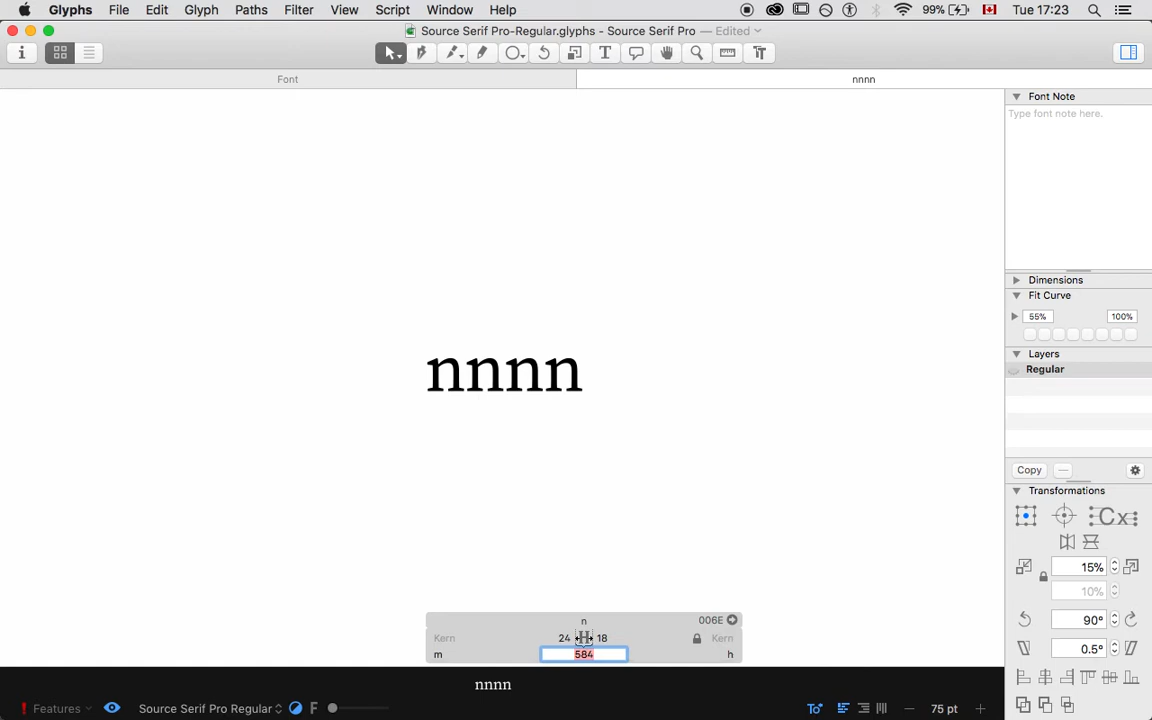 Glyphs File Edit Glyph Paths Filter View Script Window Help 99% Tue 17:23
Source Serif Pro-Regular.glyphs - Source Serif Pro — Edited
Font nnnn
Font Note
Type font note here.
Dimensions
Fit Curve
55% 100%
nnnn
Layers
Regular
Copy
Transformations
15%
10%
90°
0.5°
n 006E
Kern 24 18 Kern
m 584 h
nnnn
Features Source Serif Pro Regular F 75 pt